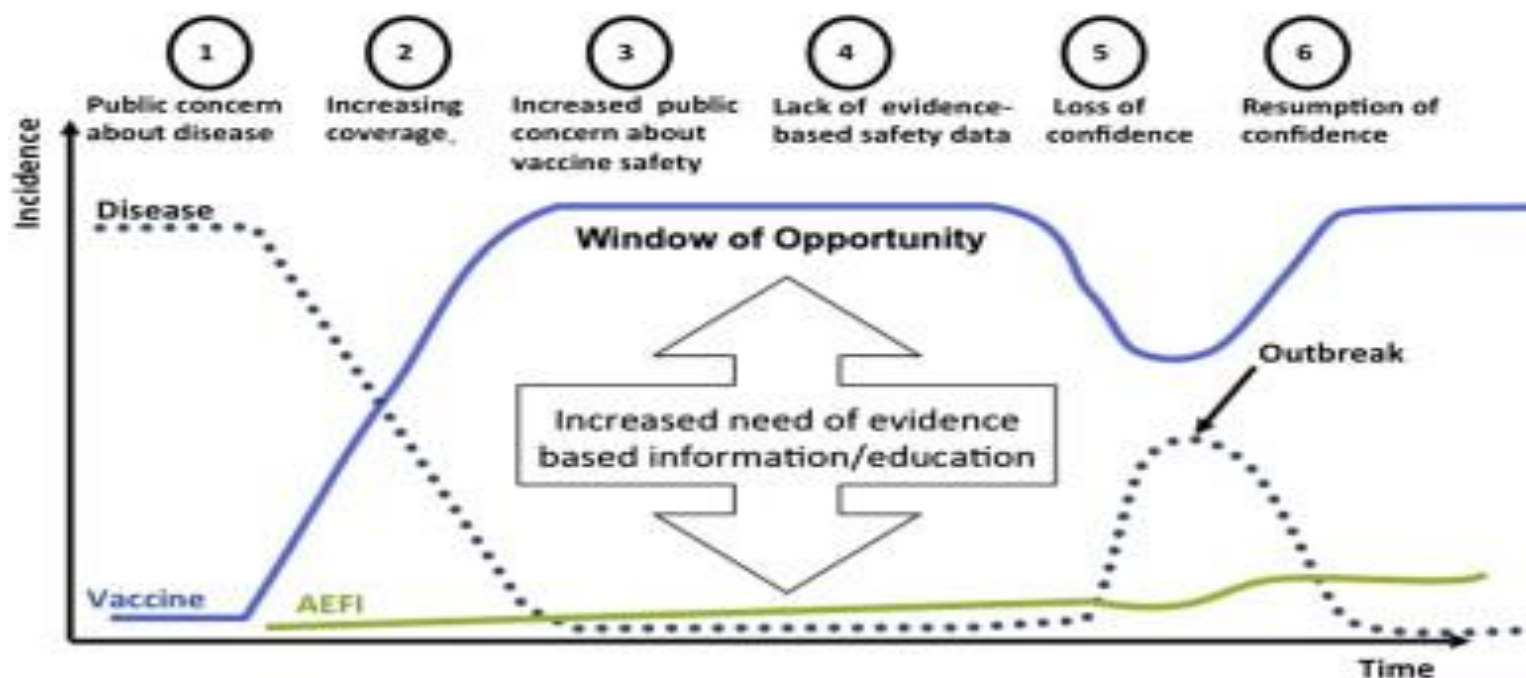 1 2 3 4 5 6
Public concern
about disease
Increasing
coverage.
Increased public
concern about
vaccine safety
Lack of evidence-
based safety data
Loss of
confidence
Resumption of
confidence
Incidence
Disease
Window of Opportunity
Outbreak
Increased need of evidence
based information/education
Vaccine
AEFI
Time